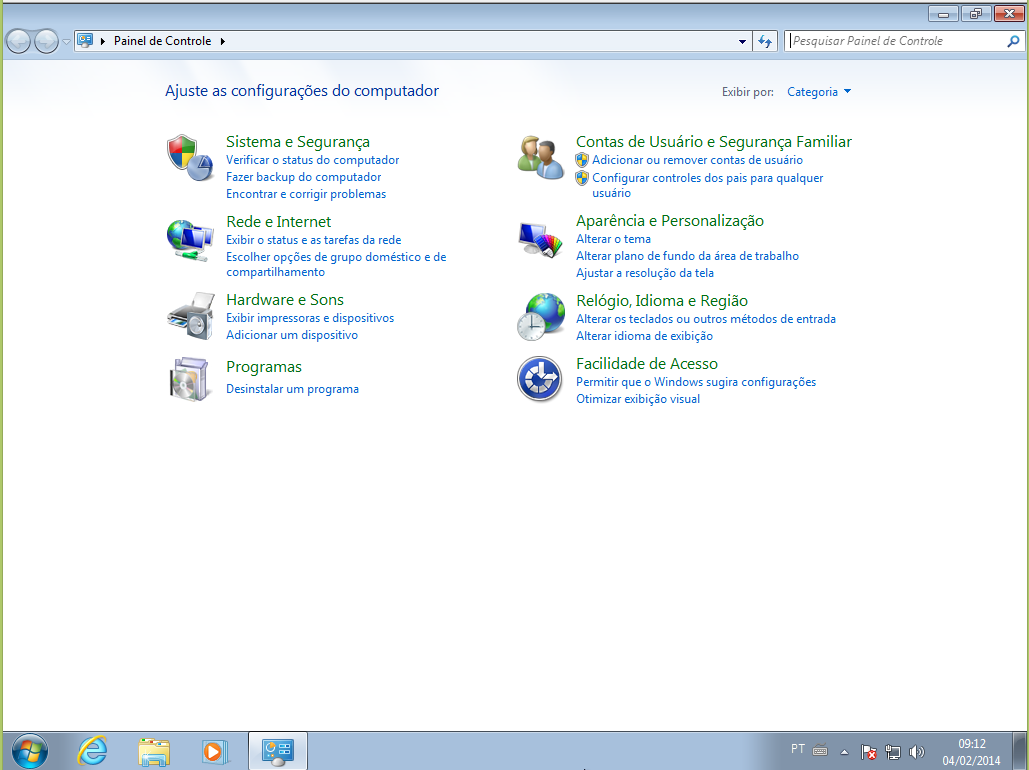 Painel de Controle
Pesquisar Painel de Controle
Ajuste as configurações do computador
Exibir por: Categoria
Sistema e Segurança
Verificar o status do computador
Fazer backup do computador
Encontrar e corrigir problemas
Rede e Internet
Exibir o status e as tarefas da rede
Escolher opções de grupo doméstico e de
compartilhamento
Hardware e Sons
Exibir impressoras e dispositivos
Adicionar um dispositivo
Programas
Desinstalar um programa
Contas de Usuário e Segurança Familiar
Adicionar ou remover contas de usuário
Configurar controles dos pais para qualquer
usuário
Aparência e Personalização
Alterar o tema
Alterar plano de fundo da área de trabalho
Ajustar a resolução da tela
Relógio, Idioma e Região
Alterar os teclados ou outros métodos de entrada
Alterar idioma de exibição
Facilidade de Acesso
Permitir que o Windows sugira configurações
Otimizar exibição visual
PT
09:12
04/02/2014